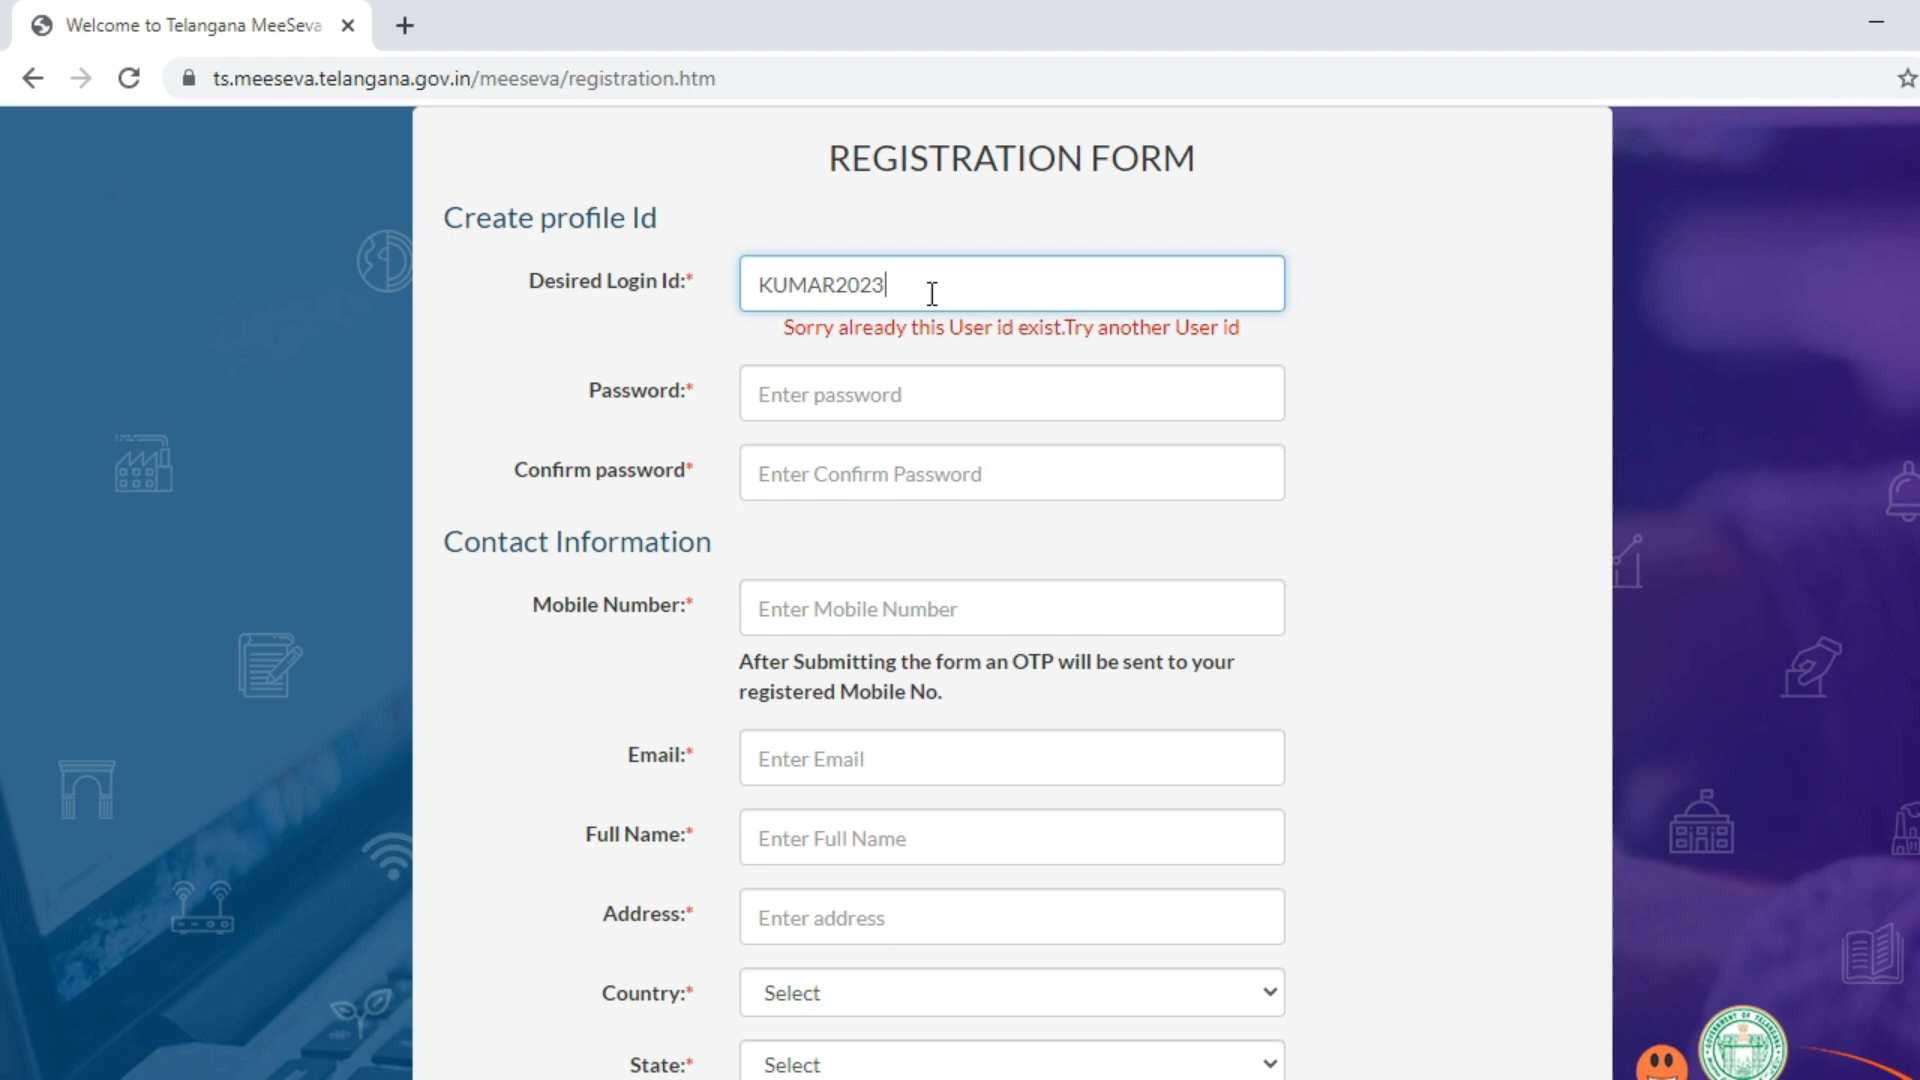 Welcome to Telangana MeeSeva
ts.meeseva.telangana.gov.in/meeseva/registration.htm
REGISTRATION FORM
Create profile Id
Desired Login Id:* KUMAR2023
Sorry already this User id exist.Try another User id
Password:* Enter password
Confirm password* Enter Confirm Password
Contact Information
Mobile Number:* Enter Mobile Number
After Submitting the form an OTP will be sent to your
registered Mobile No.
Email:* Enter Email
Full Name:* Enter Full Name
Address:* Enter address
Country:* Select
State:* Select